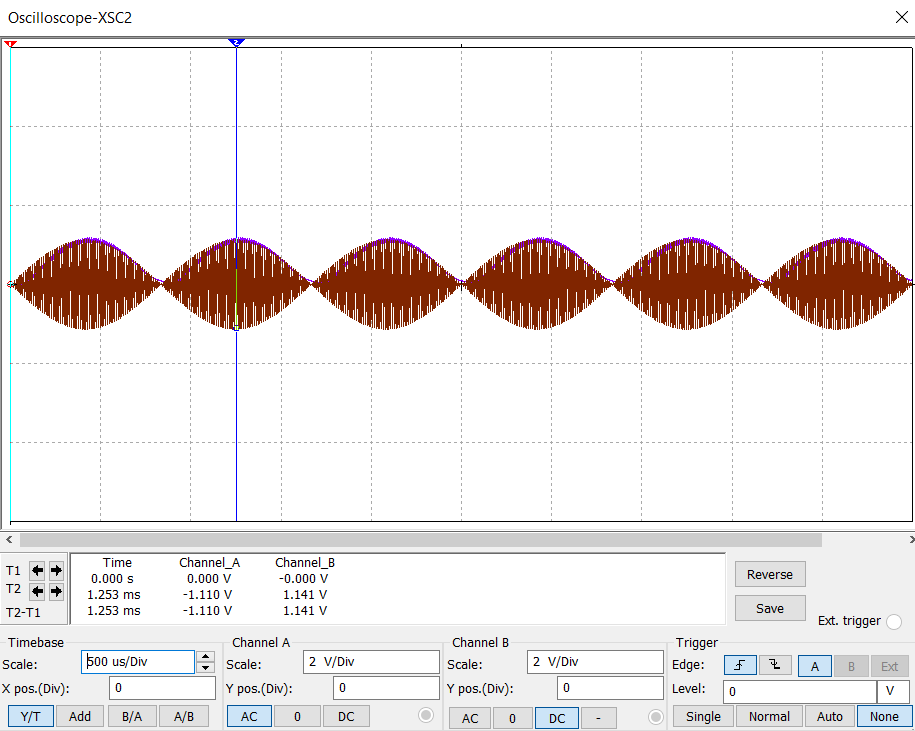 Oscilloscope-XSC2
2
T1
T2
T2-T1
Time Channel_A Channel_B
0.000 s 0.000 V -0.000 V
1.253 ms -1.110 V 1.141 V
1.253 ms -1.110 V 1.141 V
Reverse
Save
Ext. trigger
Timebase
Scale: 500 us/Div
X pos.(Div): 0
Y/T Add B/A A/B
Channel A
Scale: 2 V/Div
Y pos.(Div): 0
AC 0 DC
Channel B
Scale: 2 V/Div
Y pos.(Div): 0
AC 0 DC -
Trigger
Edge: A B Ext
Level: 0 V
Single Normal Auto None